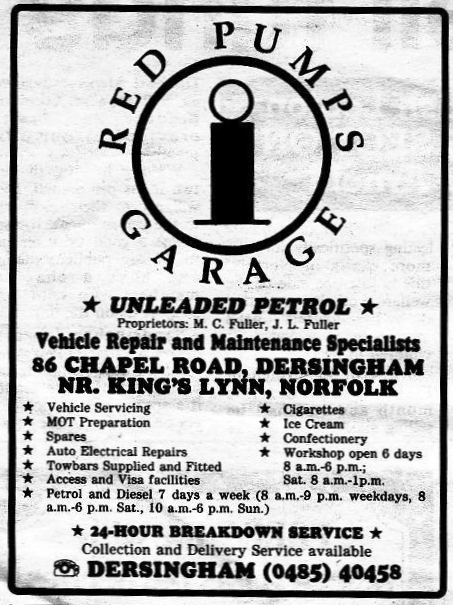 RED PUMPS
GARAGE
★ UNLEADED PETROL ★
Proprietors: M. C. Fuller, J. L. Fuller
Vehicle Repair and Maintenance Specialists
86 CHAPEL ROAD, DERSINGHAM
NR. KING'S LYNN, NORFOLK
★ Vehicle Servicing
★ MOT Preparation
★ Spares
★ Auto Electrical Repairs
★ Towbars Supplied and Fitted
★ Access and Visa facilities
★ Cigarettes
★ Ice Cream
★ Confectionery
★ Workshop open 6 days
8 a.m.-6 p.m.;
Sat. 8 a.m.-1p.m.
★ Petrol and Diesel 7 days a week (8 a.m.-9 p.m. weekdays, 8
a.m.-6 p.m. Sat., 10 a.m.-6 p.m. Sun.)
★ 24-HOUR BREAKDOWN SERVICE ★
Collection and Delivery Service available
☎ DERSINGHAM (0485) 40458